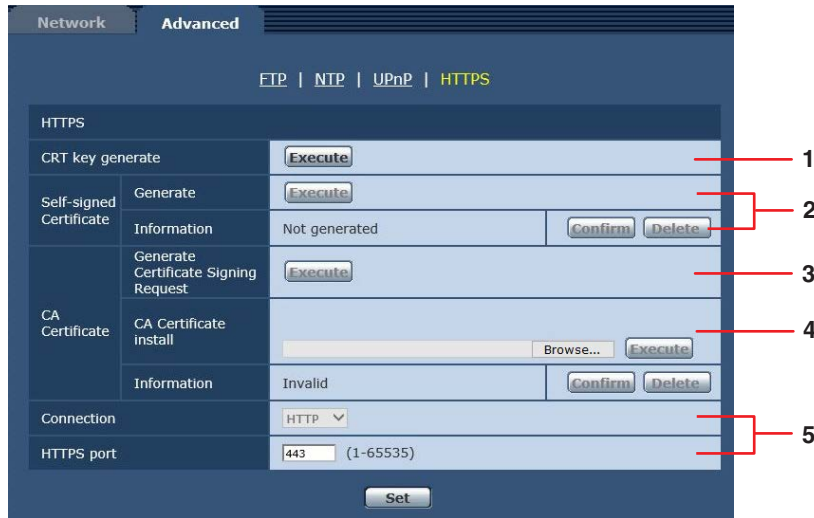 Network Advanced
FTP | NTP | UPnP | HTTPS
HTTPS
CRT key generate Execute 1
Self-signed Certificate
Generate Execute
2
Information Not generated Confirm Delete
CA Certificate
Generate Certificate Signing Request Execute 3
CA Certificate install Browse... Execute 4
Information Invalid Confirm Delete
Connection HTTP
5
HTTPS port 443 (1-65535)
Set